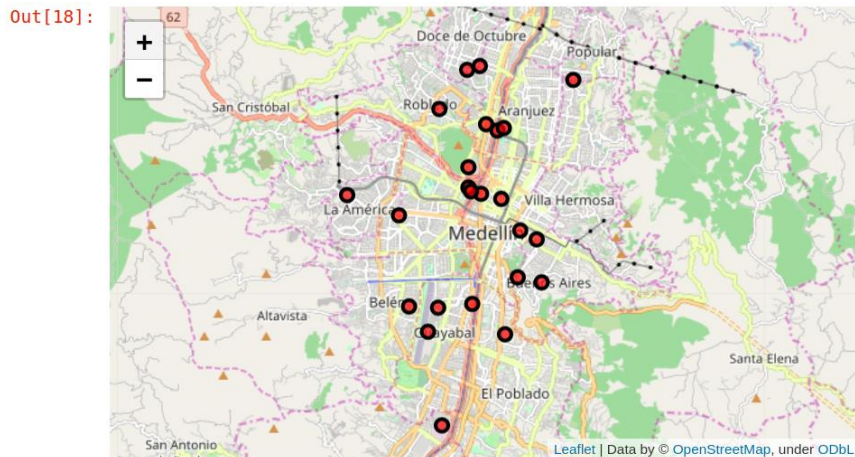 Out[18]:
62
+
−
Doce de Octubre
Popular
San Cristóbal
Robledo
Aranjuez
La América
Villa Hermosa
Medellín
Buenos Aires
Belén
Altavista
Guayabal
Santa Elena
El Poblado
San Antonio
Leaflet | Data by © OpenStreetMap, under ODbL